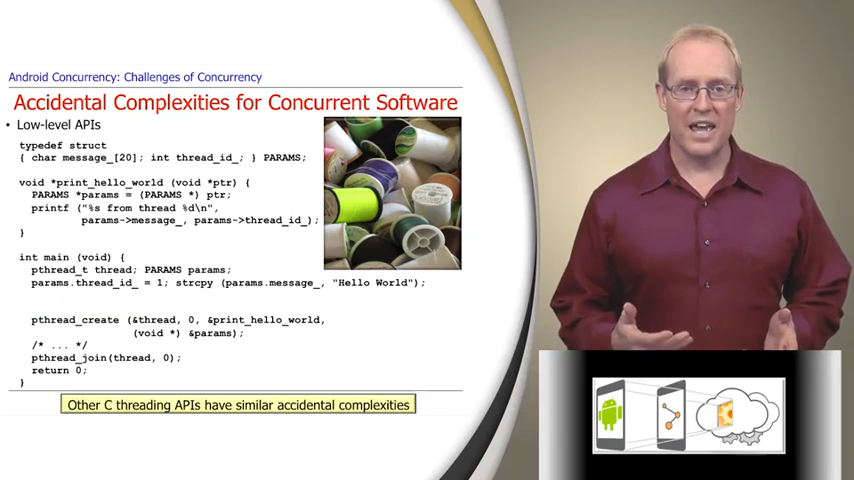 Android Concurrency: Challenges of Concurrency
Accidental Complexities for Concurrent Software
• Low-level APIs
typedef struct
{ char message_[20]; int thread_id_; } PARAMS;
void *print_hello_world (void *ptr) {
PARAMS *params = (PARAMS *) ptr;
printf ("%s from thread %d\n",
params->message_, params->thread_id_);
}
int main (void) {
pthread_t thread; PARAMS params;
params.thread_id_ = 1; strcpy (params.message_, "Hello World");
pthread_create (&thread, 0, &print_hello_world,
(void *) &params);
/* ... */
pthread_join(thread, 0);
return 0;
}
Other C threading APIs have similar accidental complexities